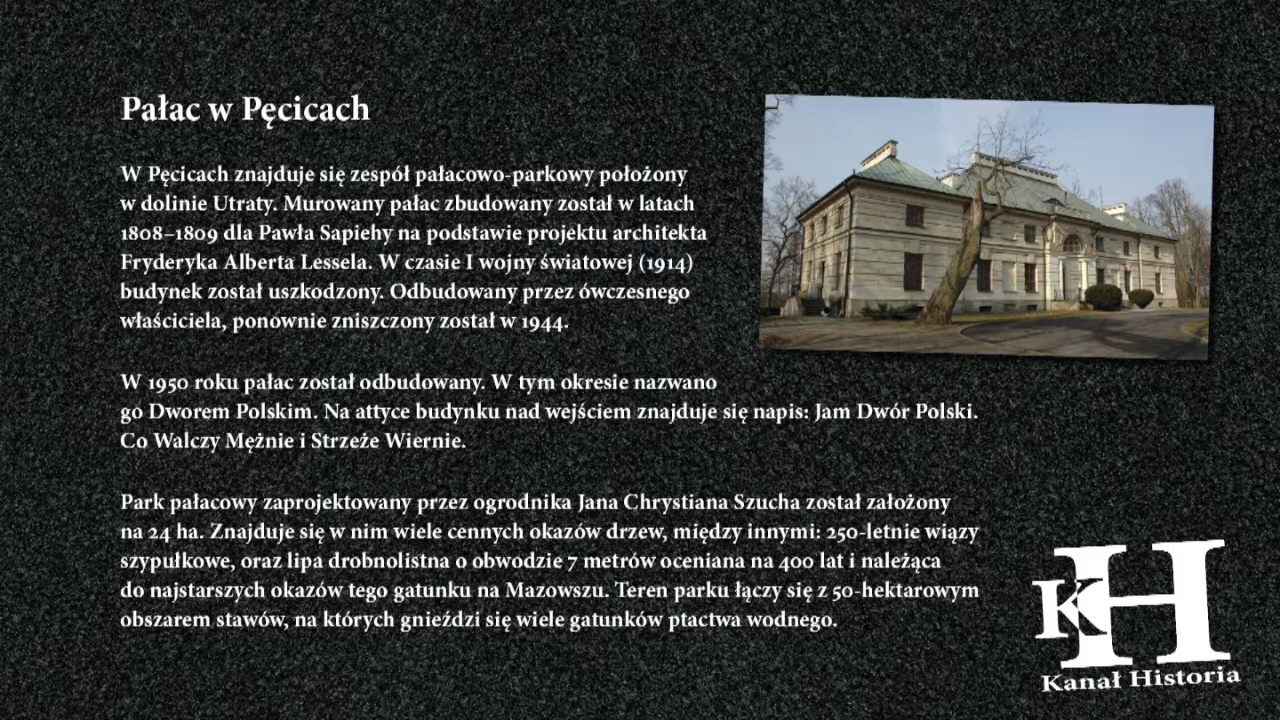 Pałac w Pęcicach
W Pęcicach znajduje się zespół pałacowo-parkowy położony
w dolinie Utraty. Murowany pałac zbudowany został w latach
1808–1809 dla Pawła Sapiehy na podstawie projektu architekta
Fryderyka Alberta Lessela. W czasie I wojny światowej (1914)
budynek został uszkodzony. Odbudowany przez ówczesnego
właściciela, ponownie zniszczony został w 1944.
W 1950 roku pałac został odbudowany. W tym okresie nazwano
go Dworem Polskim. Na attyce budynku nad wejściem znajduje się napis: Jam Dwór Polski.
Co Walczy Mężnie i Strzeże Wiernie.
Park pałacowy zaprojektowany przez ogrodnika Jana Chrystiana Szucha został założony
na 24 ha. Znajduje się w nim wiele cennych okazów drzew, między innymi: 250-letnie wiązy
szypułkowe, oraz lipa drobnolistna o obwodzie 7 metrów oceniana na 400 lat i należąca
do najstarszych okazów tego gatunku na Mazowszu. Teren parku łączy się z 50-hektarowym
obszarem stawów, na których gnieździ się wiele gatunków ptactwa wodnego.
KH
Kanał Historia